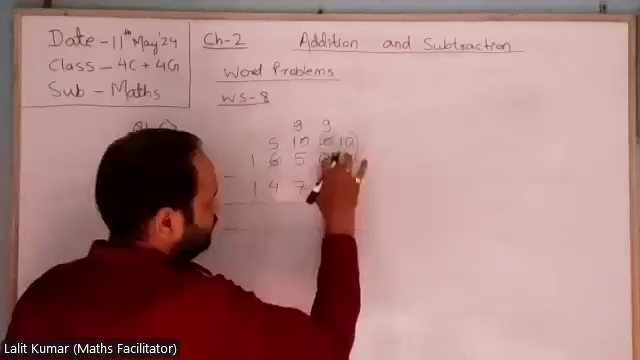 Date - 11th May'24
Class - 4C + 4G
Sub - Maths
Ch-2 Addition and Subtraction
Word Problems
WS-8
9 9
5 10 10
1 6 5
- 1 4 7
Lalit Kumar (Maths Facilitator)